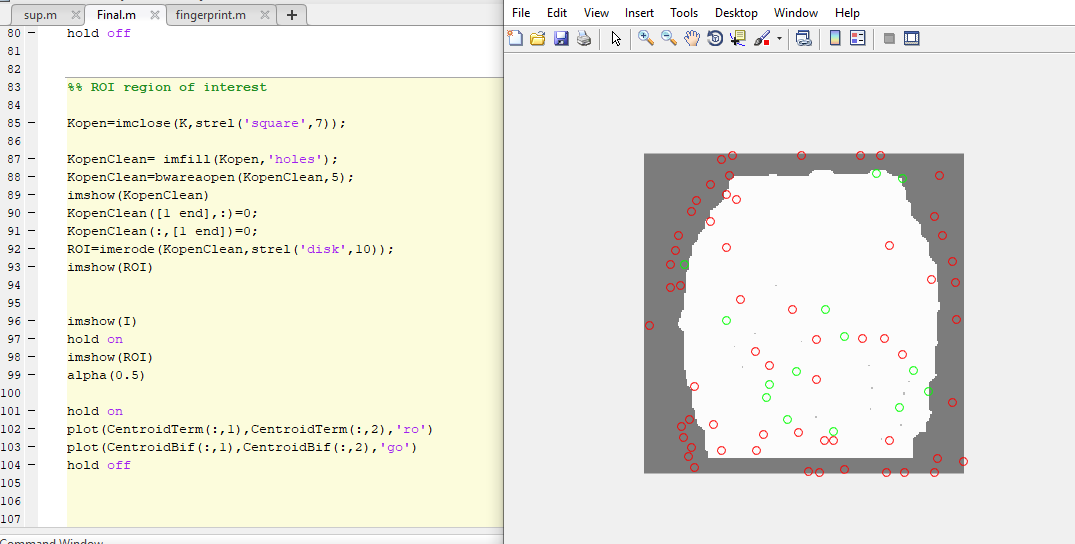 sup.m × Final.m × fingerprint.m × +
File Edit View Insert Tools Desktop Window Help
80 – hold off
81
82
83 %% ROI region of interest
84
85 – Kopen=imclose(K,strel('square',7));
86
87 – KopenClean= imfill(Kopen,'holes');
88 – KopenClean=bwareaopen(KopenClean,5);
89 – imshow(KopenClean)
90 – KopenClean([1 end],:)=0;
91 – KopenClean(:,[1 end])=0;
92 – ROI=imerode(KopenClean,strel('disk',10));
93 – imshow(ROI)
94
95
96 – imshow(I)
97 – hold on
98 – imshow(ROI)
99 – alpha(0.5)
100
101 – hold on
102 – plot(CentroidTerm(:,1),CentroidTerm(:,2),'ro')
103 – plot(CentroidBif(:,1),CentroidBif(:,2),'go')
104 – hold off
105
106
107
Command Window